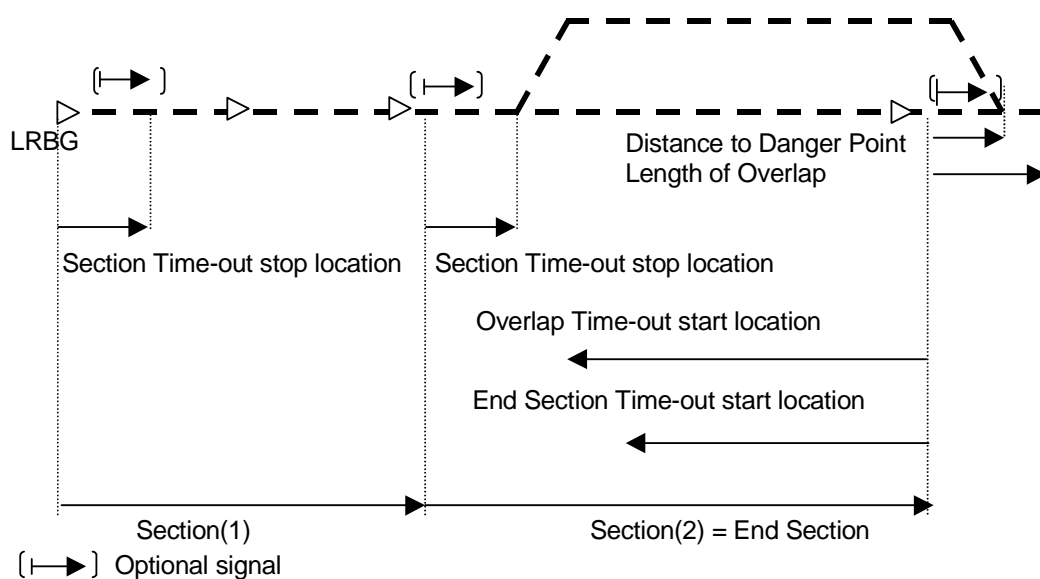 LRBG
Distance to Danger Point
Length of Overlap
Section Time-out stop location
Section Time-out stop location
Overlap Time-out start location
End Section Time-out start location
Section(1)
Section(2) = End Section
Optional signal